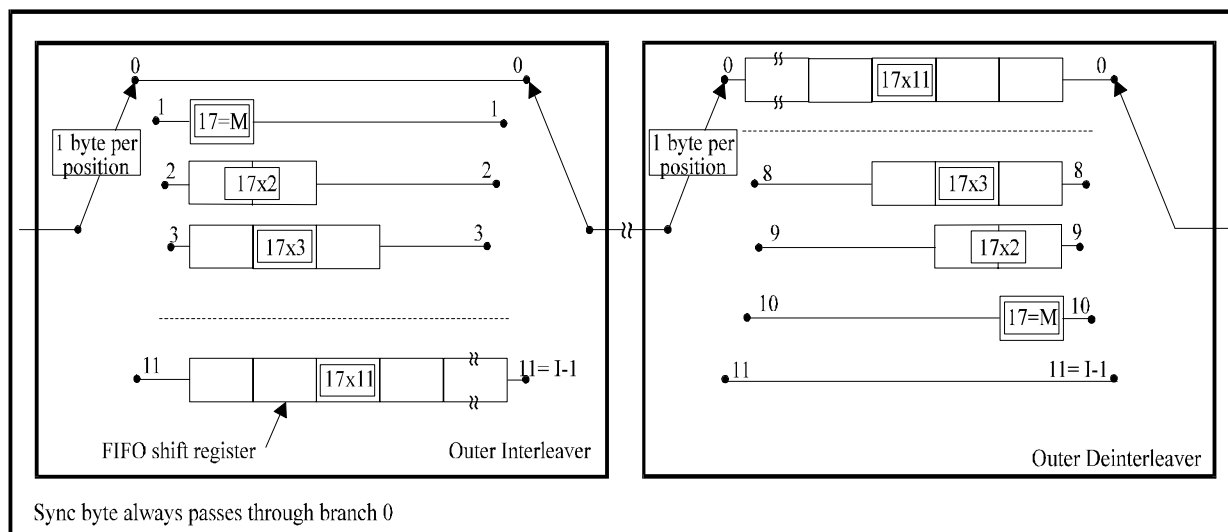 0 0
1 17=M 1
1 byte per
position
2 17x2 2
3 17x3 3
11 17x11 11= I-1
FIFO shift register
Outer Interleaver
0 17x11 0
1 byte per
position
8 17x3 8
9 17x2 9
10 17=M 10
11 11= I-1
Outer Deinterleaver
Sync byte always passes through branch 0